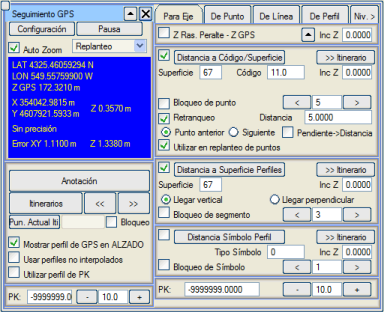 Seguimiento GPS
Configuración Pausa
Auto Zoom Replanteo
LAT 4325.46059294 N
LON 549.55759900 W
Z GPS 172.3210 m
X 354042.9815 m
Y 4607921.5933 m Z 0.3570 m
Sin precisión
Error XY 1.1100 m Z 1.3380 m
Anotación
Itinerarios << >>
Pun. Actual Iti Bloqueo
Mostrar perfil de GPS en ALZADO
Usar perfiles no interpolados
Utilizar perfil de PK
PK: -9999999.0 - 10.0 +
Para Eje De Punto De Línea De Perfil Niv. >
Z Ras. Peralte - Z GPS Inc Z 0.0000
Distancia a Código/Superficie >> Itinerario
Superficie 67 Código 11.0 Inc Z 0.0000
Bloqueo de punto < 5 >
Retranqueo Distancia 5.0000
Punto anterior Siguiente Pendiente->Distancia
Utilizar en replanteo de puntos
Distancia a Superficie Perfiles >> Itinerario
Superficie 67 Inc Z 0.0000
Llegar vertical Llegar perpendicular
Bloqueo de segmento < 3 >
Distancia Símbolo Perfil >> Itinerario
Tipo Símbolo 0 Inc Z 0.0000
Bloqueo de Símbolo < 1 >
PK: -9999999.0000 - 10.0 +